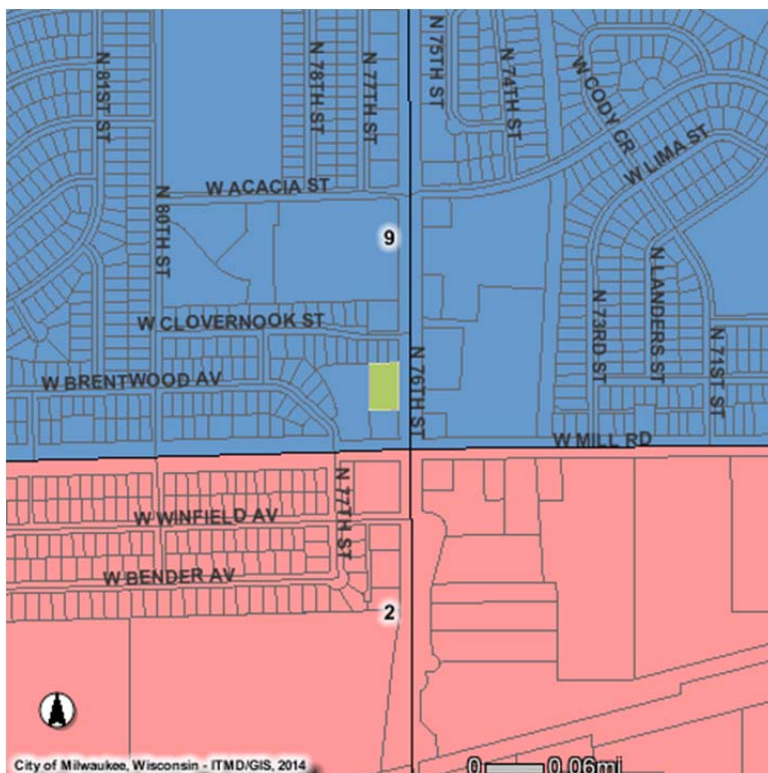 N 81ST ST
N 78TH ST
N 77TH ST
N 75TH ST
N 74TH ST
W CODY CR
W LIMA ST
W ACACIA ST
N 80TH ST
9
W CLOVERNOOK ST
N 73RD ST
N LANDERS ST
N 74ST ST
W BRENTWOOD AV
N 76TH ST
W MILL RD
N 77TH ST
W WINFIELD AV
W BENDER AV
2
City of Milwaukee, Wisconsin - ITMD/GIS, 2014
0 0.06mi